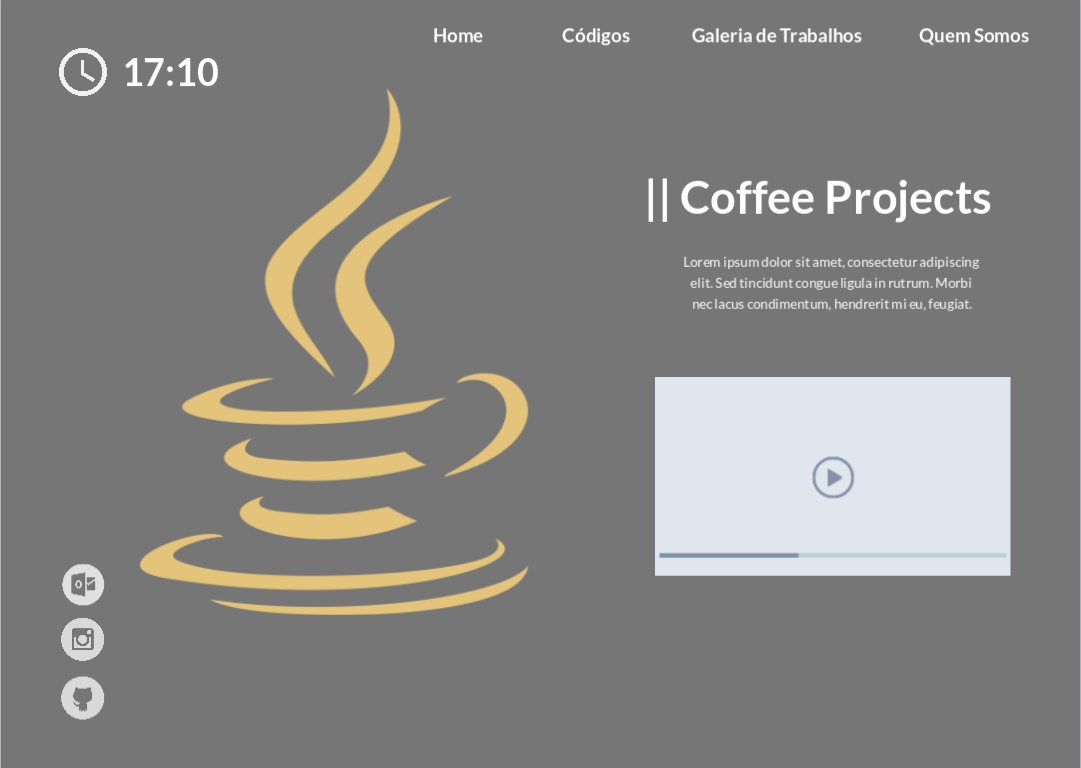 Home Códigos Galeria de Trabalhos Quem Somos
17:10
|| Coffee Projects
Lorem ipsum dolor sit amet, consectetur adipiscing
elit. Sed tincidunt congue ligula in rutrum. Morbi
nec lacus condimentum, hendrerit mi eu, feugiat.